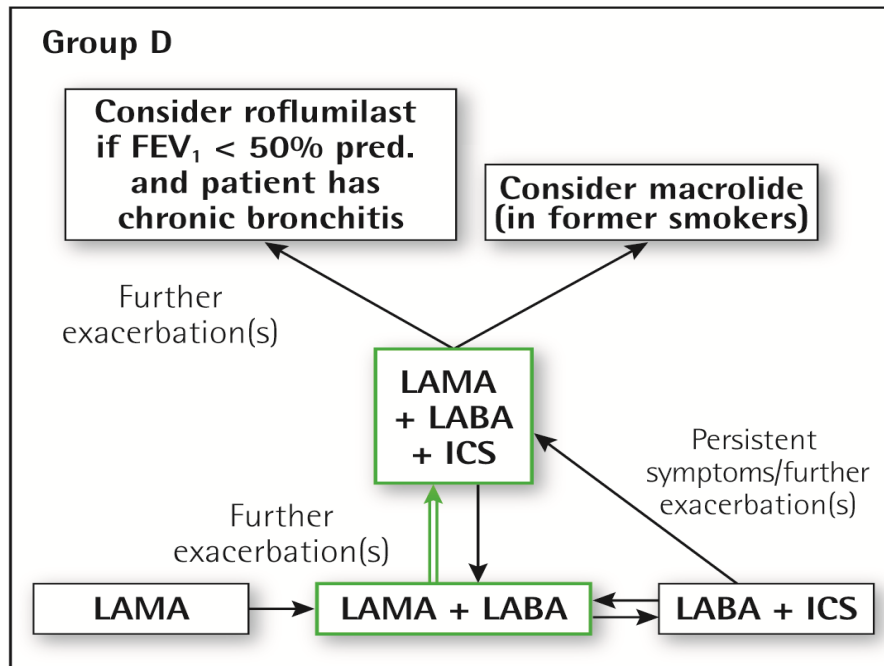 Group D
Consider roflumilast
if FEV₁ < 50% pred.
and patient has
chronic bronchitis
Consider macrolide
(in former smokers)
Further
exacerbation(s)
LAMA
+ LABA
+ ICS
Persistent
symptoms/further
exacerbation(s)
Further
exacerbation(s)
LAMA
LAMA + LABA
LABA + ICS